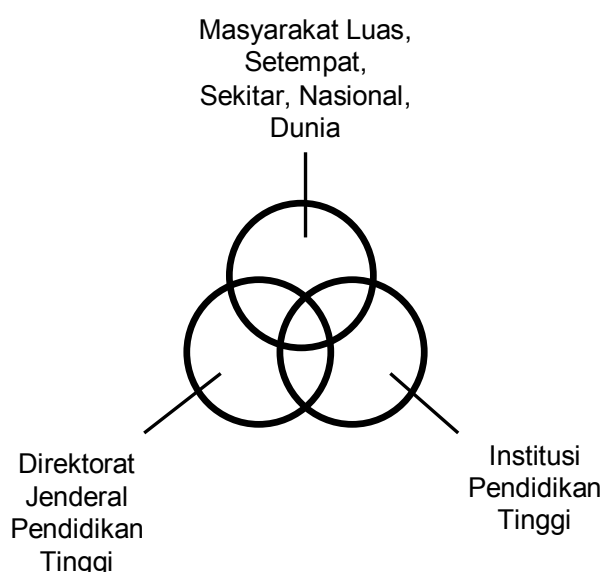 Masyarakat Luas,
Setempat,
Sekitar, Nasional,
Dunia
Direktorat
Jenderal
Pendidikan
Tinggi
Institusi
Pendidikan
Tinggi